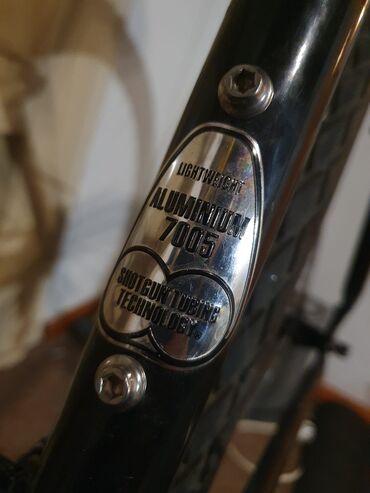 LIGHTWEIGHT
ALUMINIUM
7005
SHOTGUN TUBING
TECHNOLOGY.